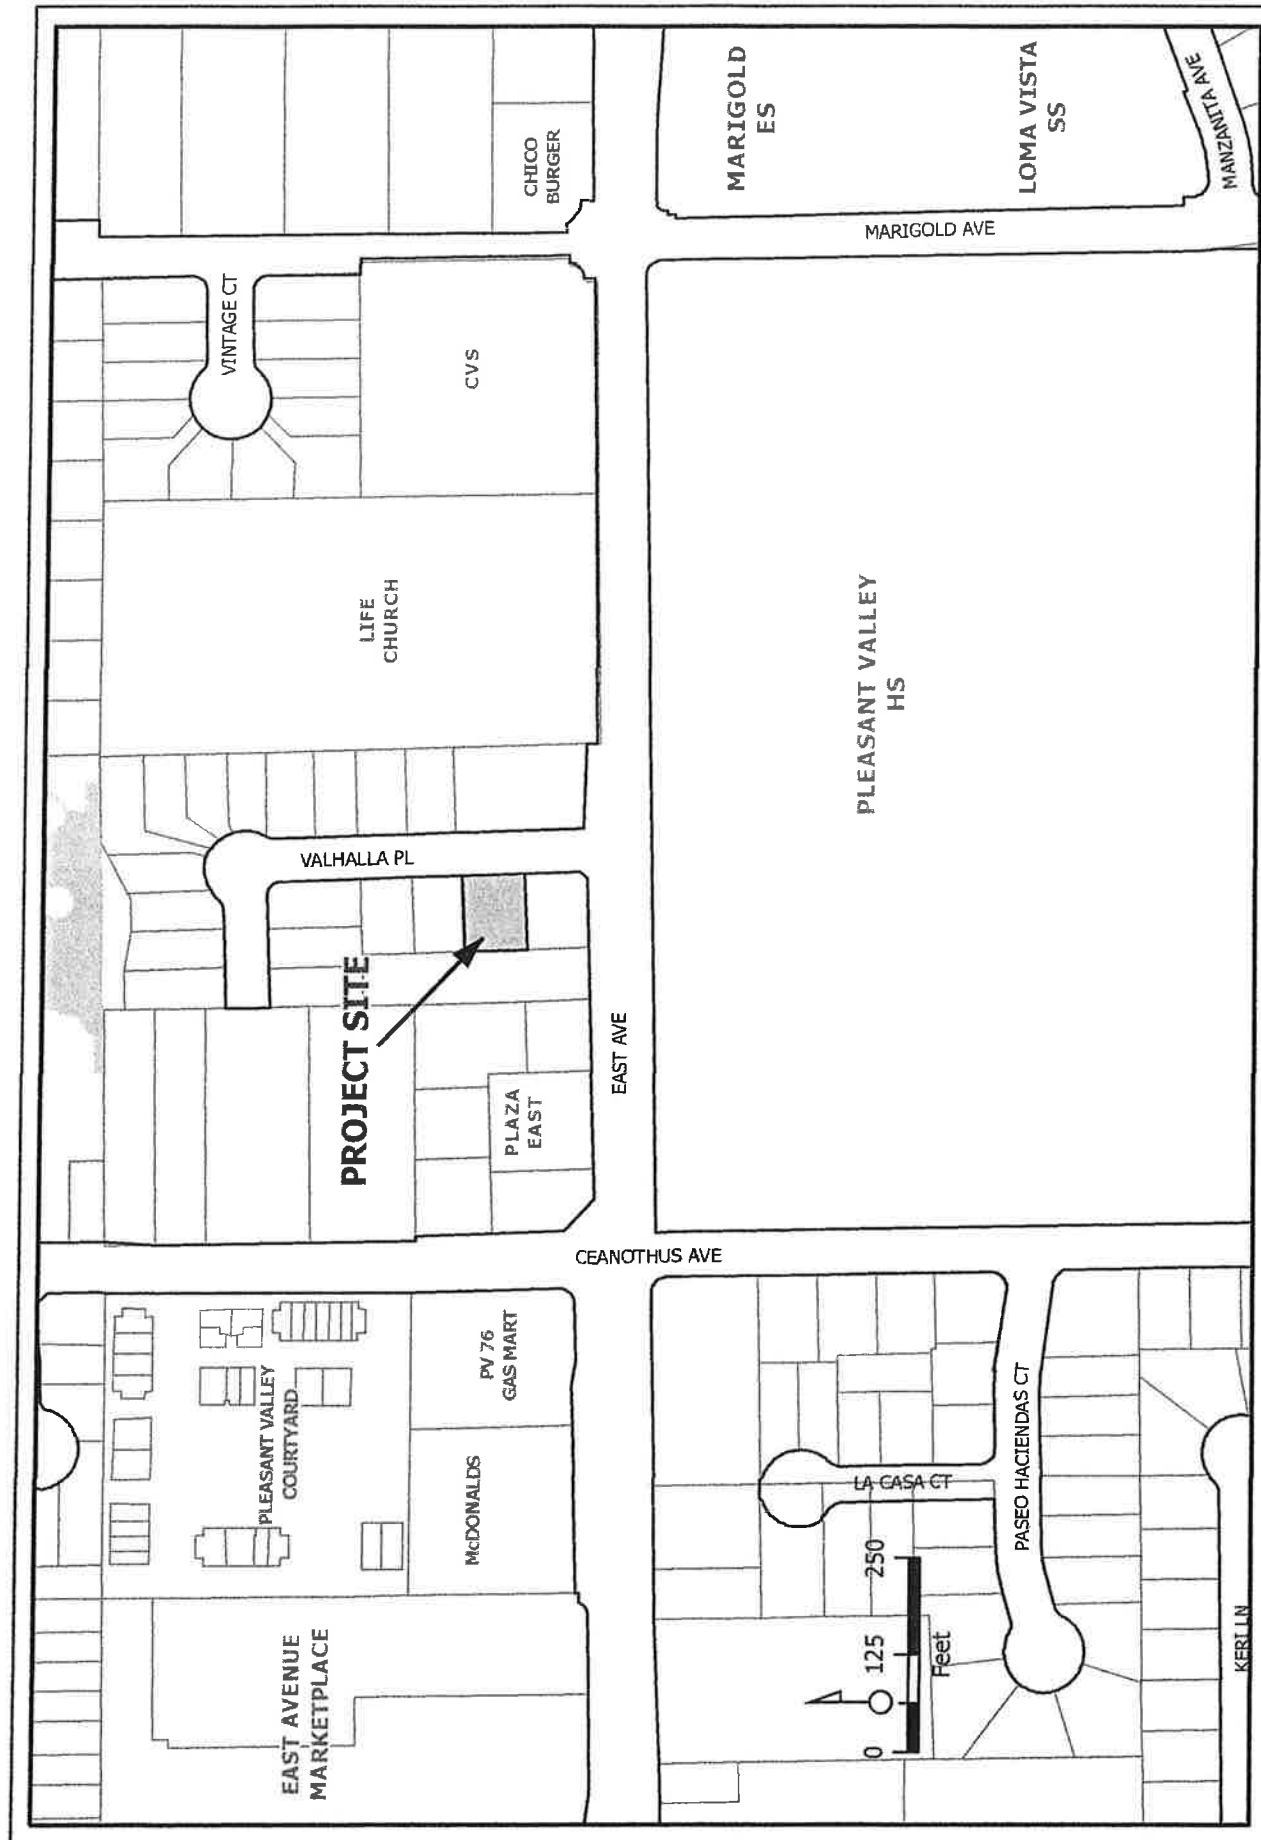 EAST AVENUE
MARKETPLACE
PLEASANT VALLEY
COURTYARD
McDONALDS
PV 76
GAS MART
CEANOTHUS AVE
PLAZA
EAST
PROJECT SITE
VALHALLA PL
LIFE
CHURCH
VINTAGE CT
CVS
CHICO
BURGER
EAST AVE
MARIGOLD
ES
LOMA VISTA
SS
MANZANITA AVE
MARIGOLD AVE
PLEASANT VALLEY
HS
LA CASA CT
PASEO HACIENDAS CT
KERI LN
0 125 250
Feet